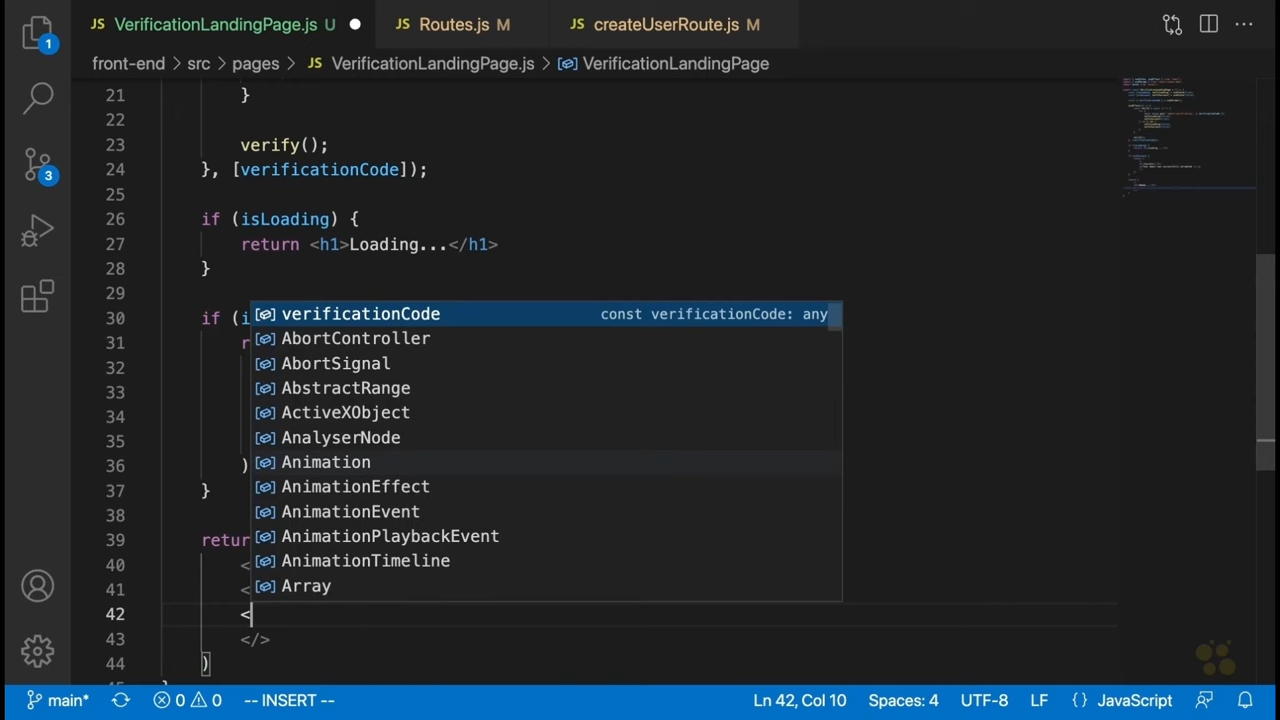 JS VerificationLandingPage.js U
JS Routes.js M
JS createUserRoute.js M
1
front-end > src > pages > JS VerificationLandingPage.js > VerificationLandingPage
21 }
22
23 verify();
3
24 }, [verificationCode]);
25
26 if (isLoading) {
27 return <h1>Loading...</h1>
28 }
29
30 if (i
31 r
32
33
34
35
36 )
37 }
38
39 retur
40 <
41 <
42 <
43 </>
44 )
verificationCode const verificationCode: any
AbortController
AbortSignal
AbstractRange
ActiveXObject
AnalyserNode
Animation
AnimationEffect
AnimationEvent
AnimationPlaybackEvent
AnimationTimeline
Array
main* 0 0 -- INSERT -- Ln 42, Col 10 Spaces: 4 UTF-8 LF {} JavaScript